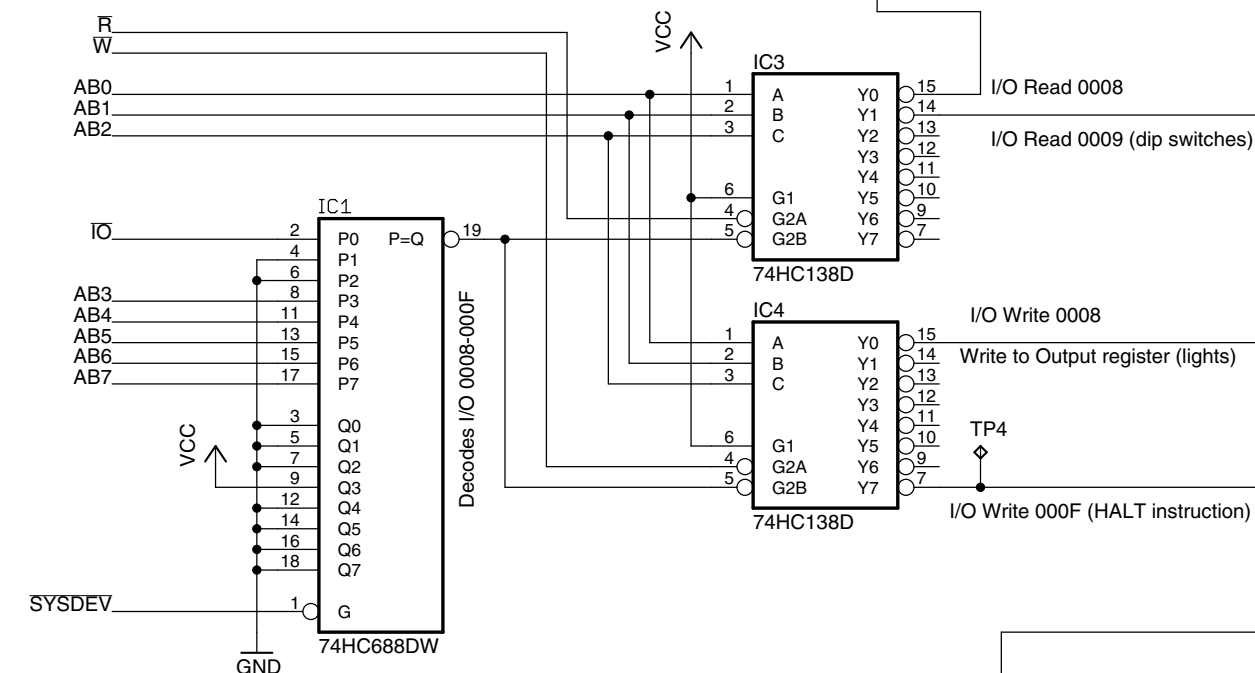 R
W
AB0
AB1
AB2
VCC
IC3
1 A Y0 15
2 B Y1 14
3 C Y2 13
Y3 12
Y4 11
6 G1 Y5 10
4 G2A Y6 9
5 G2B Y7 7
74HC138D
I/O Read 0008
I/O Read 0009 (dip switches)
IC1
IO
2 P0 P=Q 19
4 P1
6 P2
AB3 8 P3
AB4 11 P4
AB5 13 P5
AB6 15 P6
AB7 17 P7
3 Q0
5 Q1
7 Q2
VCC
9 Q3
12 Q4
14 Q5
16 Q6
18 Q7
SYSDEV 1 G
74HC688DW
GND
Decodes I/O 0008-000F
IC4
1 A Y0 15
2 B Y1 14
3 C Y2 13
Y3 12
Y4 11
6 G1 Y5 10
4 G2A Y6 9
5 G2B Y7 7
74HC138D
I/O Write 0008
Write to Output register (lights)
TP4
I/O Write 000F (HALT instruction)